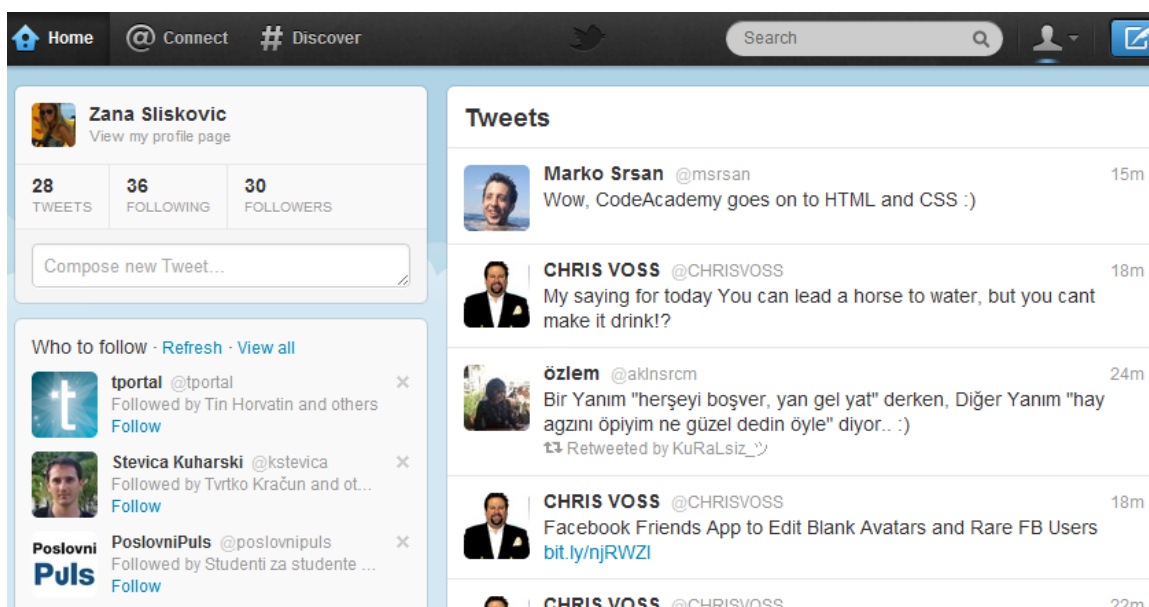 Home
@ Connect
# Discover
Search
Zana Sliskovic
View my profile page
28 TWEETS
36 FOLLOWING
30 FOLLOWERS
Compose new Tweet...
Who to follow · Refresh · View all
tportal @tportal
Followed by Tin Horvatin and others
Follow
Stevica Kuharski @kstevica
Followed by Tvrtko Kračun and ot...
Follow
Poslovni
Puls
PoslovniPuls @poslovnipuls
Followed by Studenti za studente ...
Follow
Tweets
Marko Srsan @msrsan 15m
Wow, CodeAcademy goes on to HTML and CSS :)
CHRIS VOSS @CHRISVOSS 18m
My saying for today You can lead a horse to water, but you cant
make it drink!?
özlem @aklnsrcm 24m
Bir Yanım "herşeyi boşver, yan gel yat" derken, Diğer Yanım "hay
agzını öpiyim ne güzel dedin öyle" diyor.. :)
Retweeted by KuRaLsiz_ツ
CHRIS VOSS @CHRISVOSS 18m
Facebook Friends App to Edit Blank Avatars and Rare FB Users
bit.ly/njRWZl
CHRIS VOSS @CHRISVOSS 22m